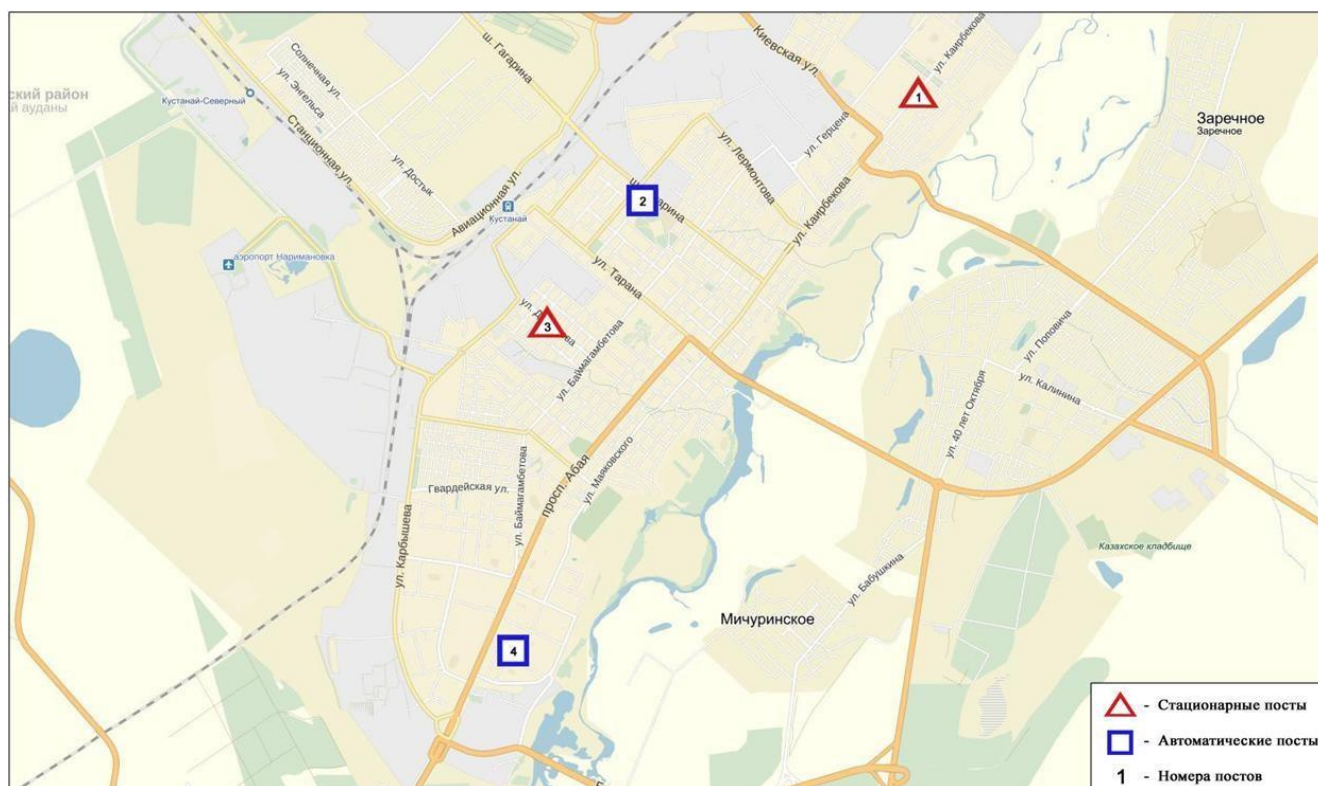 ский район
й ауданы
Кустанай-Северный
Солнечная ул.
ул. Энгельса
Станционная ул.
ул. Достык
ш. Гагарина
Авиационная ул.
Кустанай
аэропорт Наримановка
Киевская ул.
ул. Каирбекова
1
ул. Герцена
ул. Лермонтова
2
ул. Каирбекова
Заречное
Заречное
ул. Тарана
3
ул. Баймагамбетова
ул. Поповича
ул. Калинина
ул. 40 лет Октября
Гвардейская ул.
ул. Баймагамбетова
просп. Абая
ул. Маяковского
ул. Карбышева
Казахское кладбище
ул. Бабушкина
Мичуринское
4
- Стационарные посты
- Автоматические посты
1 - Номера постов